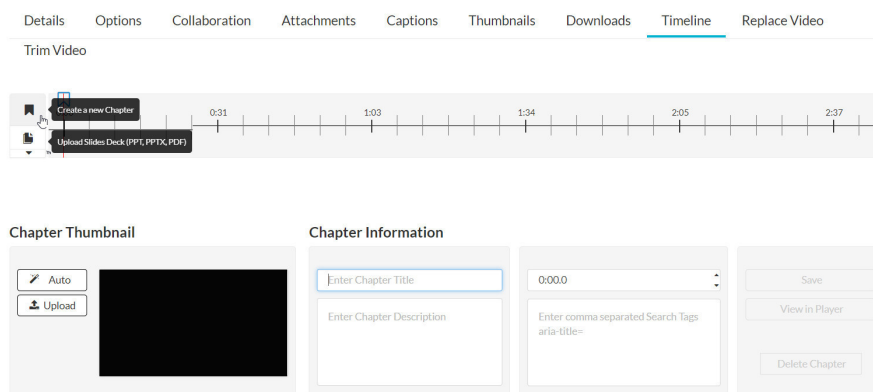 Details Options Collaboration Attachments Captions Thumbnails Downloads Timeline Replace Video
Trim Video
Create a new Chapter
0:31 1:03 1:34 2:05 2:37
Upload Slides Deck (PPT, PPTX, PDF)
Chapter Thumbnail Chapter Information
Auto Enter Chapter Title 0:00.0 Save
Upload Enter Chapter Description Enter comma separated Search Tags View in Player
aria-title=
Delete Chapter